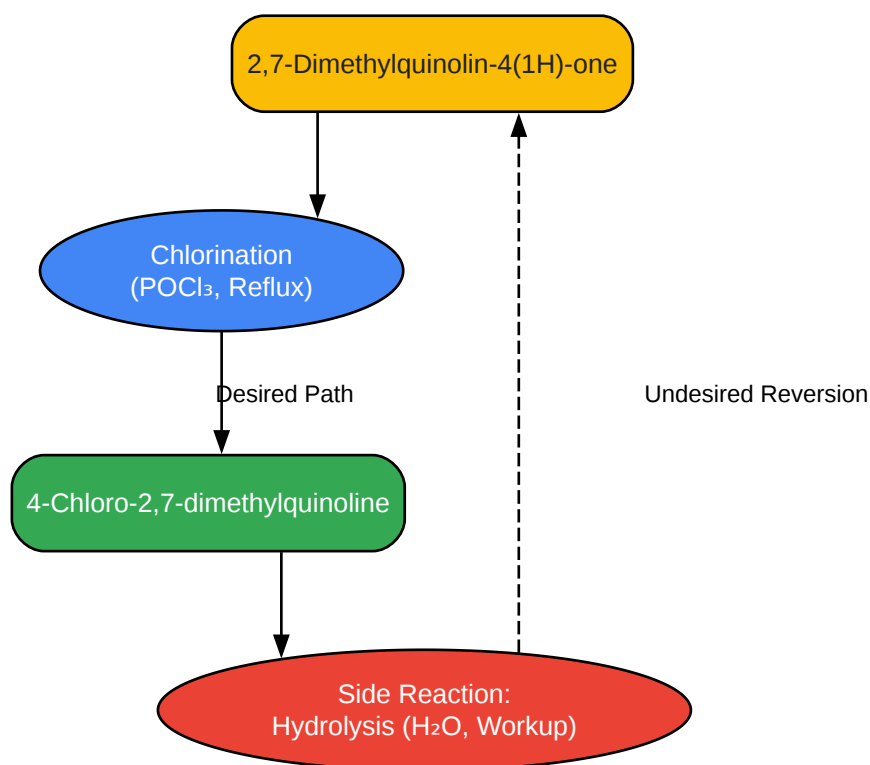 2,7-Dimethylquinolin-4(1H)-one
Chlorination
(POCl₃, Reflux)
Desired Path
Undesired Reversion
4-Chloro-2,7-dimethylquinoline
Side Reaction:
Hydrolysis (H₂O, Workup)